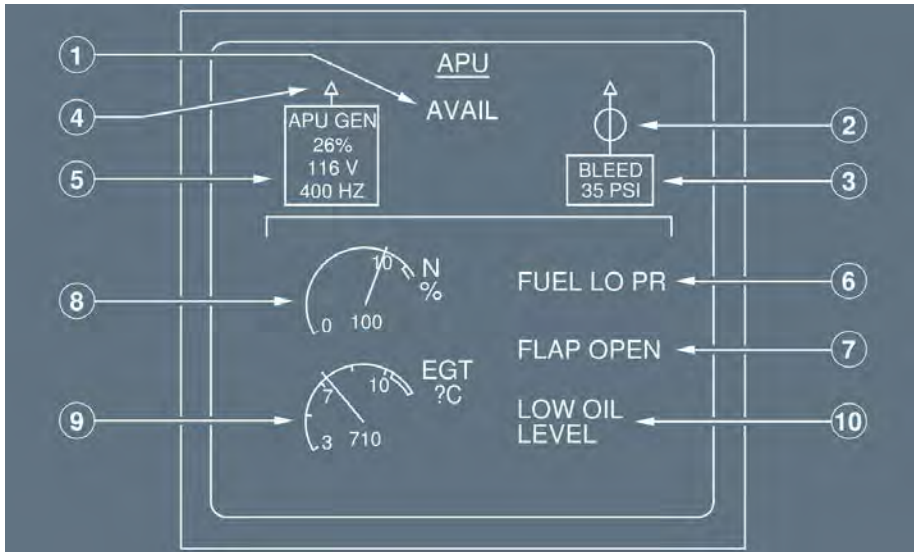 APU
1
AVAIL
4
APU GEN
26%
116 V
400 HZ
5
2
BLEED
35 PSI
3
10
N
%
0
100
8
FUEL LO PR
6
FLAP OPEN
7
7
10
EGT
?C
3
710
9
LOW OIL
LEVEL
10